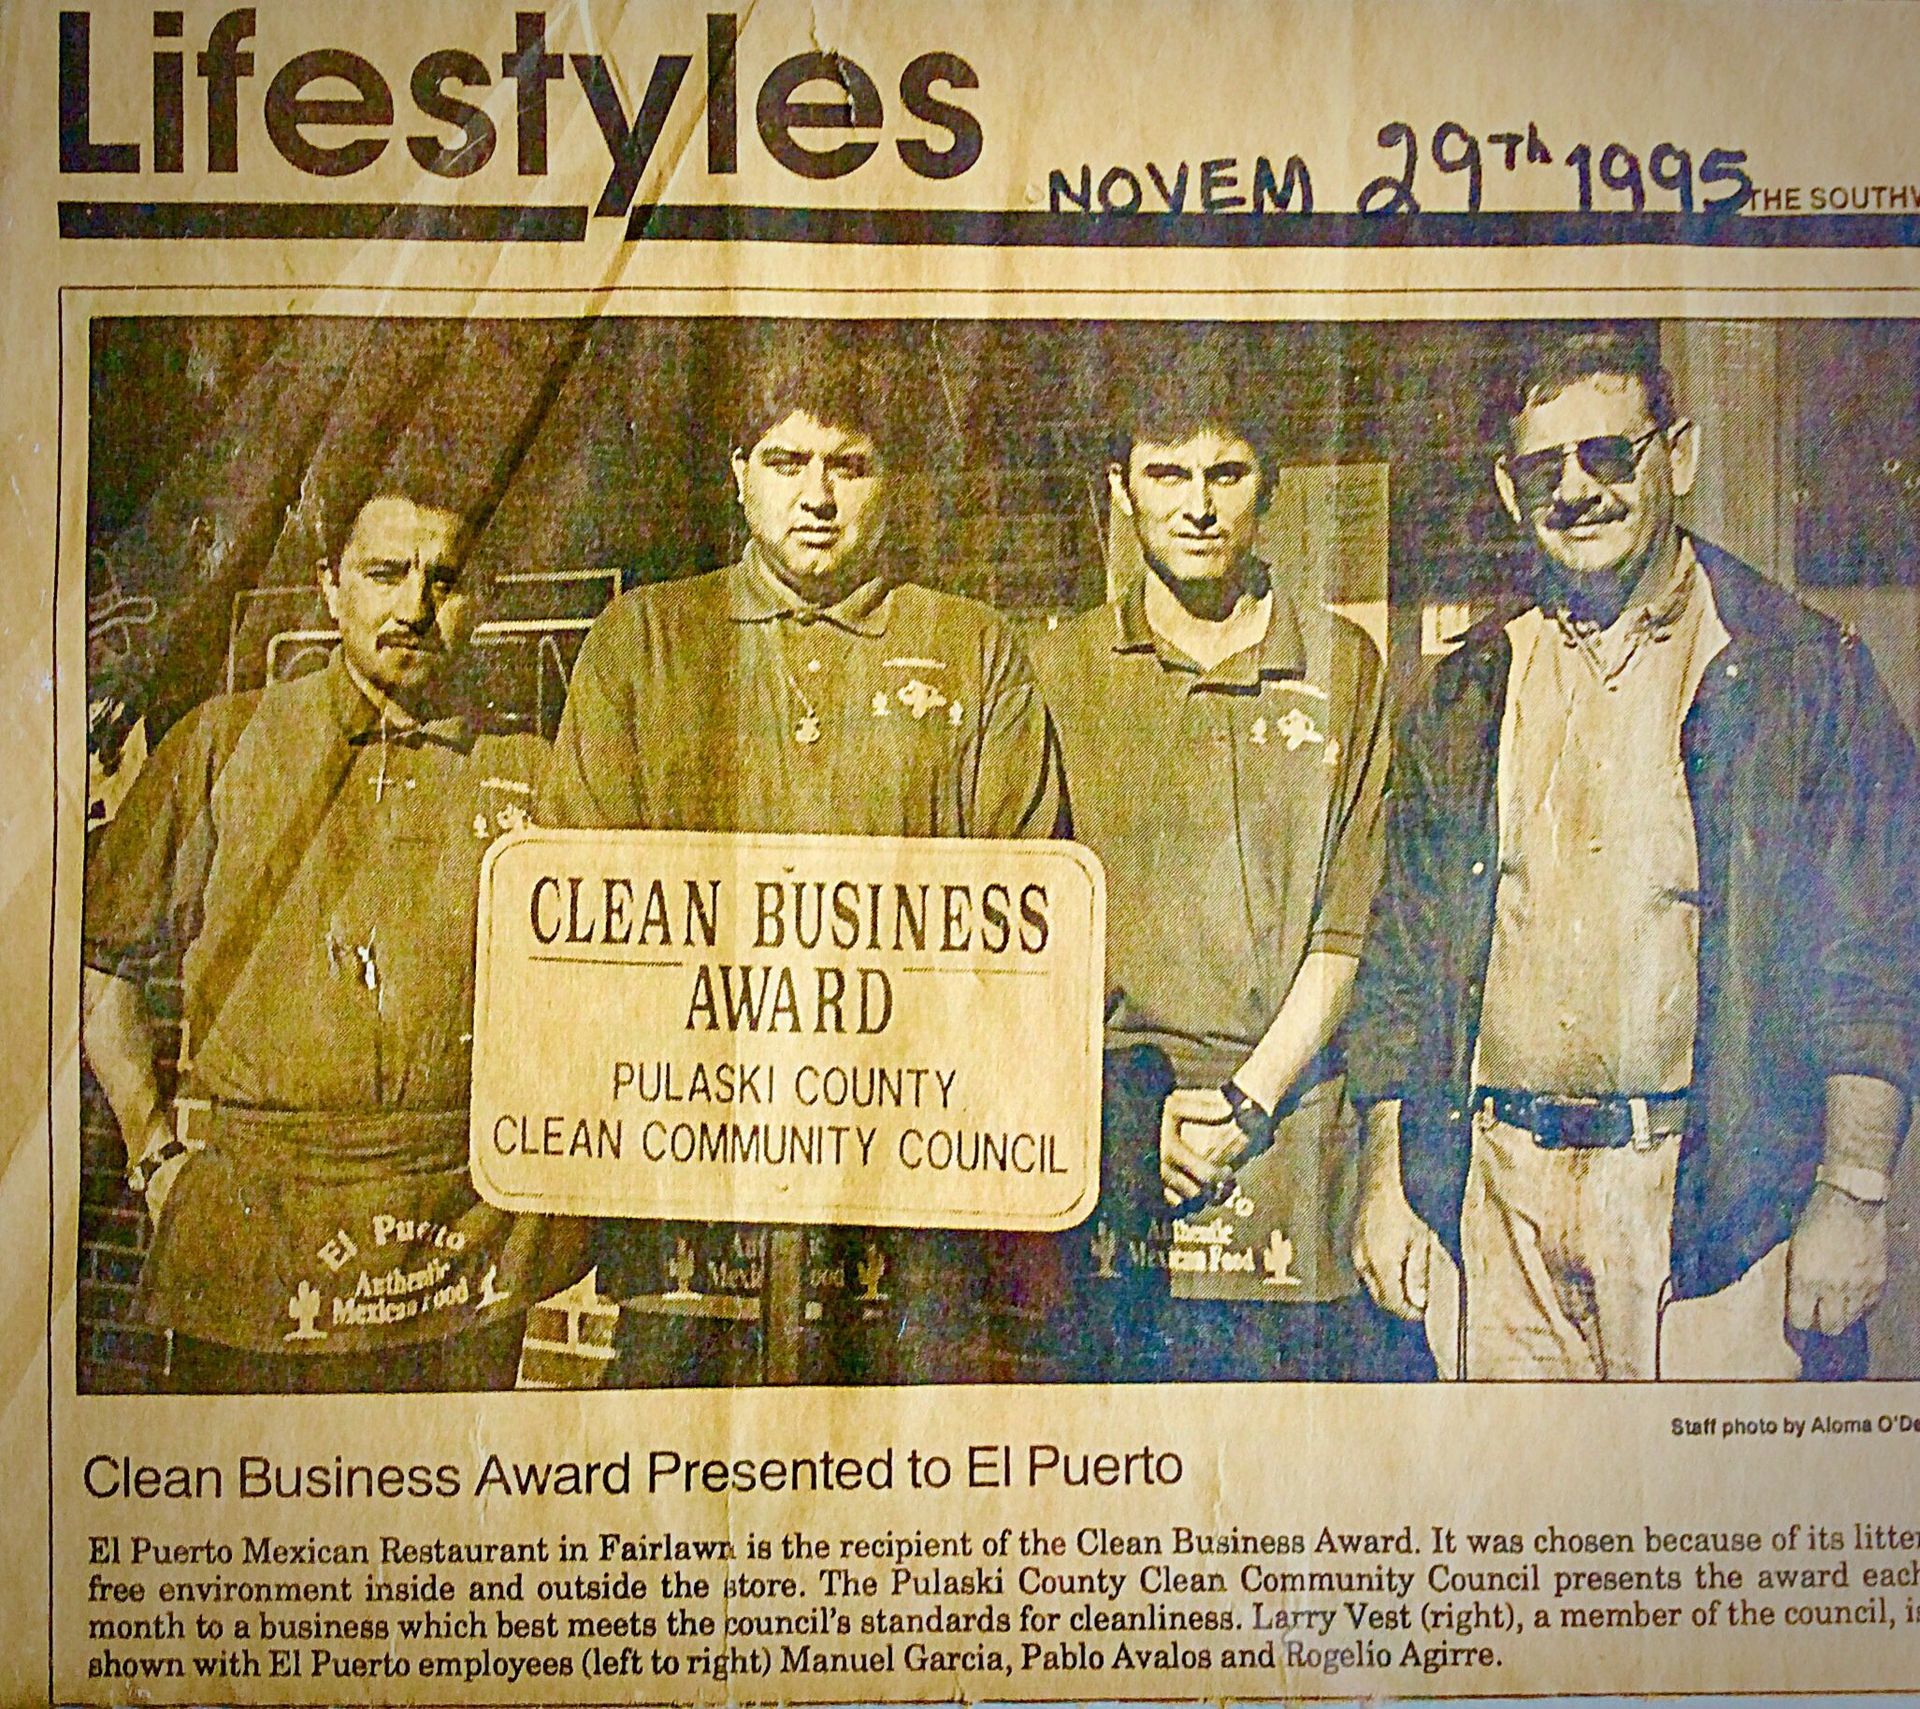 Lifestyles
NOVEM 29Th 1995
THE SOUTHW
CLEAN BUSINESS
AWARD
PULASKI COUNTY
CLEAN COMMUNITY COUNCIL
El Puerto
Authentic
Mexican Food
Authentic
Mexican Food
Staff photo by Aloma O'De
Clean Business Award Presented to El Puerto
El Puerto Mexican Restaurant in Fairlawn is the recipient of the Clean Business Award. It was chosen because of its litter
free environment inside and outside the store. The Pulaski County Clean Community Council presents the award each
month to a business which best meets the council's standards for cleanliness. Larry Vest (right), a member of the council, is
shown with El Puerto employees (left to right) Manuel Garcia, Pablo Avalos and Rogelio Agirre.